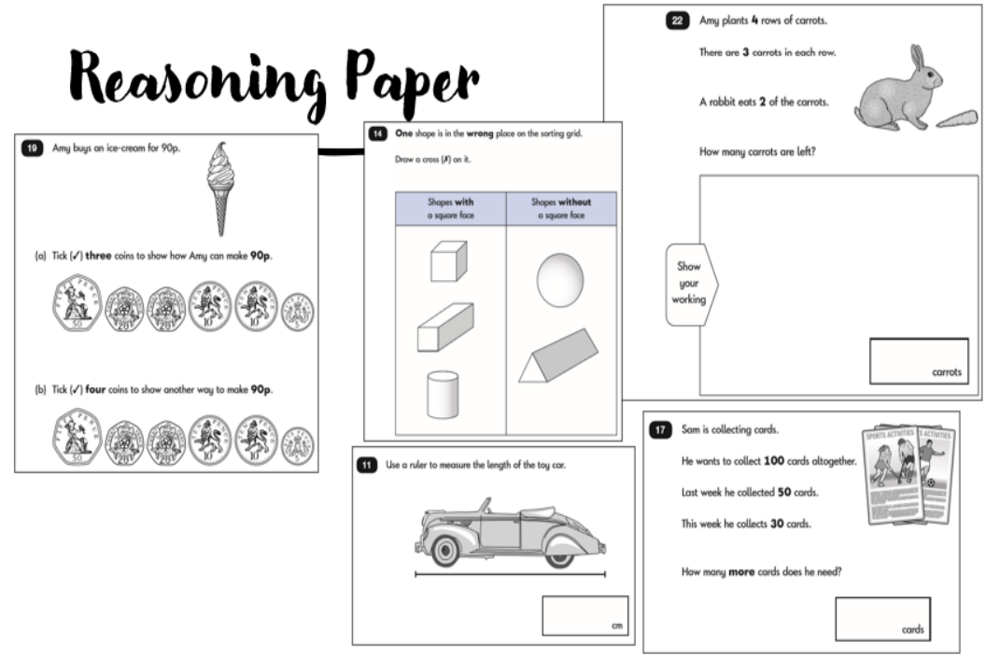 Reasoning Paper
19 Amy buys an ice-cream for 90p.
(a) Tick (✓) three coins to show how Amy can make 90p.
50
20
20
10
10
5
(b) Tick (✓) four coins to show another way to make 90p.
50
20
20
10
10
5
14 One shape is in the wrong place on the sorting grid.
Draw a cross (✗) on it.
Shapes with
a square face
Shapes without
a square face
11 Use a ruler to measure the length of the toy car.
cm
22 Amy plants 4 rows of carrots.
There are 3 carrots in each row.
A rabbit eats 2 of the carrots.
How many carrots are left?
Show
your
working
carrots
17 Sam is collecting cards.
He wants to collect 100 cards altogether.
Last week he collected 50 cards.
This week he collects 30 cards.
How many more cards does he need?
SPORTS ACTIVITIES
ACTIVITIES
cards